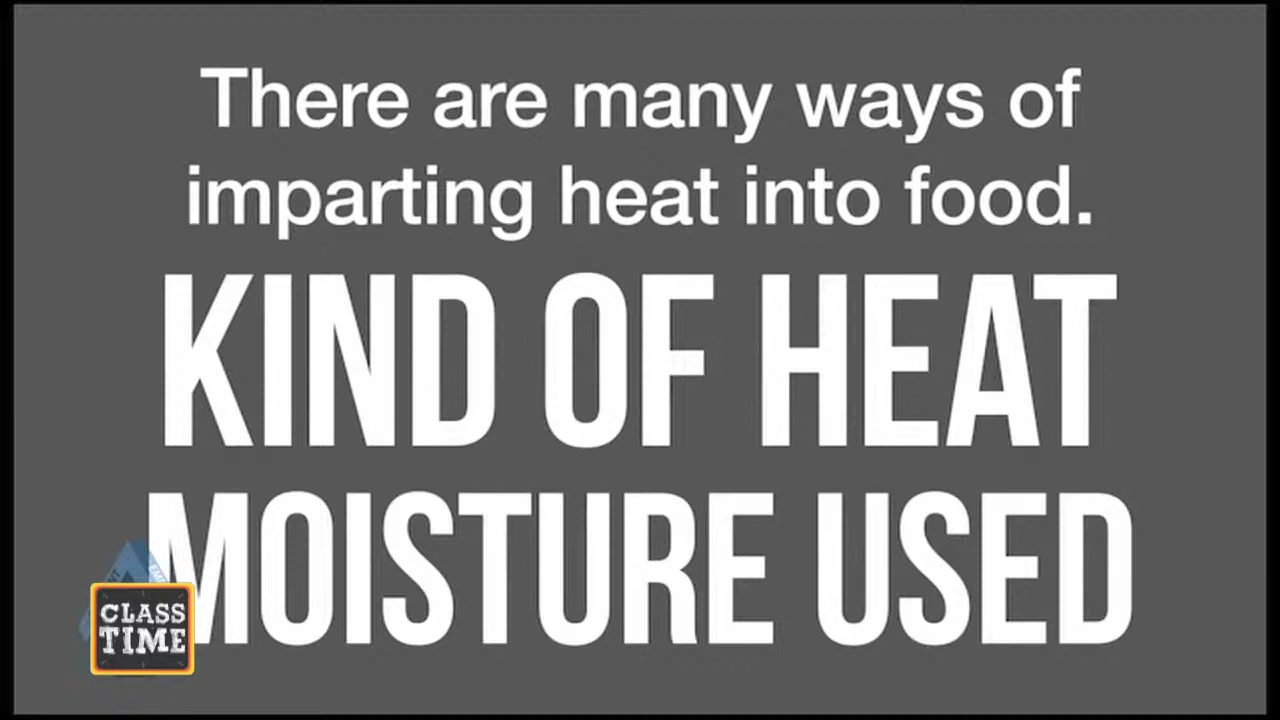 There are many ways of
imparting heat into food.
KIND OF HEAT
MOISTURE USED
CLASS
TIME